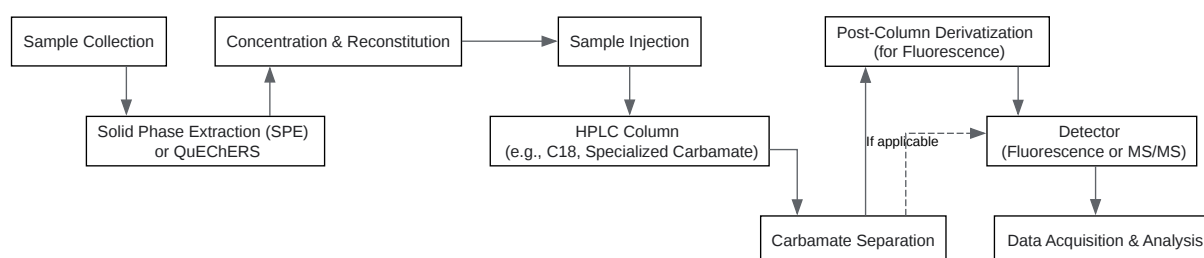 Sample Collection
Solid Phase Extraction (SPE)
or QuEChERS
Concentration & Reconstitution
Sample Injection
HPLC Column
(e.g., C18, Specialized Carbamate)
Carbamate Separation
If applicable
Post-Column Derivatization
(for Fluorescence)
Detector
(Fluorescence or MS/MS)
Data Acquisition & Analysis